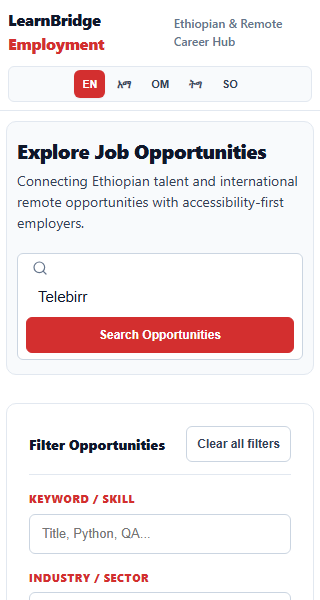 LearnBridge
Employment
Ethiopian & Remote
Career Hub
EN አማ OM ትግ SO
Explore Job Opportunities
Connecting Ethiopian talent and international
remote opportunities with accessibility-first
employers.
Telebirr
Search Opportunities
Filter Opportunities
Clear all filters
KEYWORD / SKILL
Title, Python, QA...
INDUSTRY / SECTOR